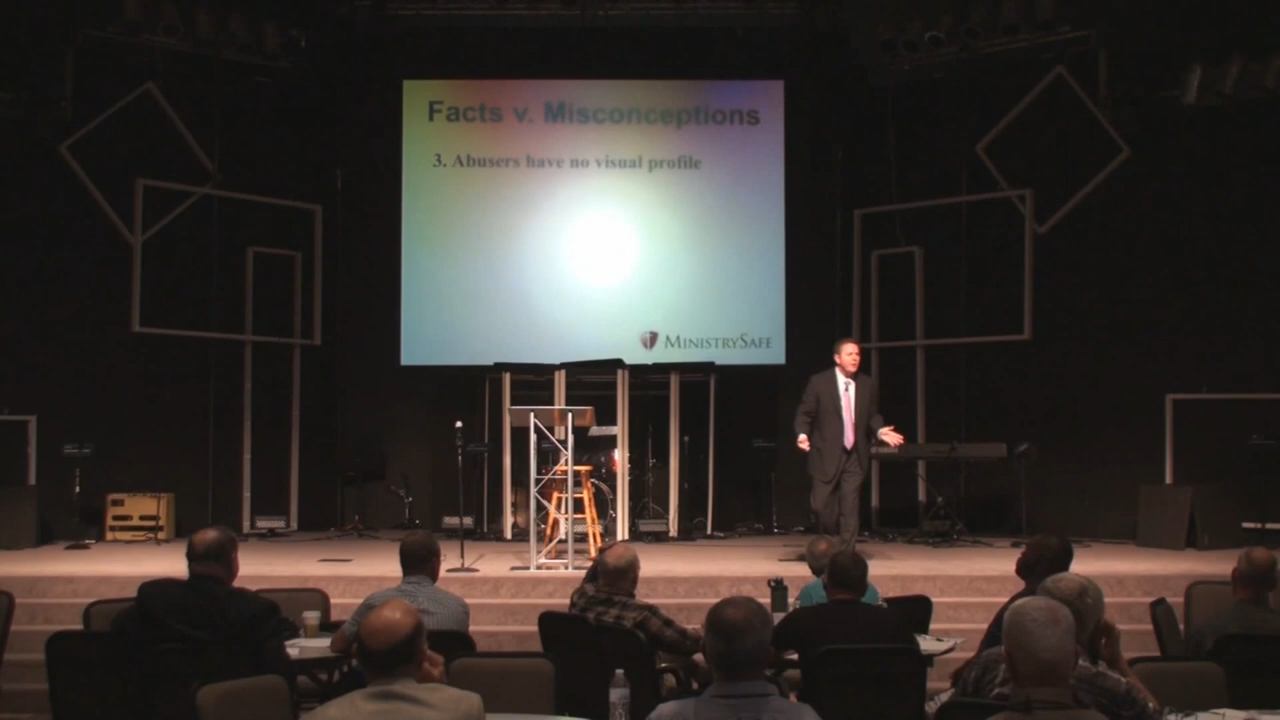 Facts v. Misconceptions
3. Abusers have no visual profile
MINISTRYSAFE